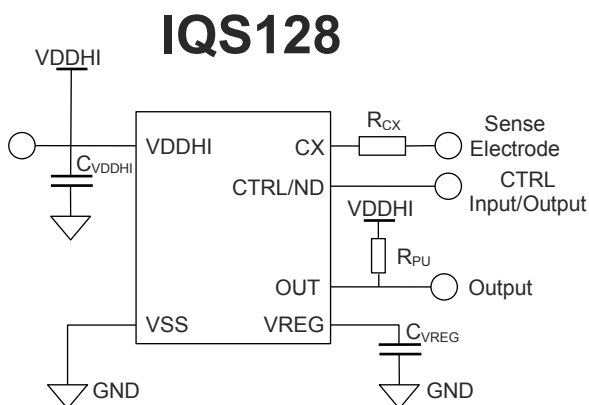 IQS128
VDDHI
VDDHI
CX
RCX
Sense
Electrode
CVDDHI
CTRL/ND
CTRL
Input/Output
VDDHI
RPU
OUT
Output
VSS
VREG
CVREG
GND
GND